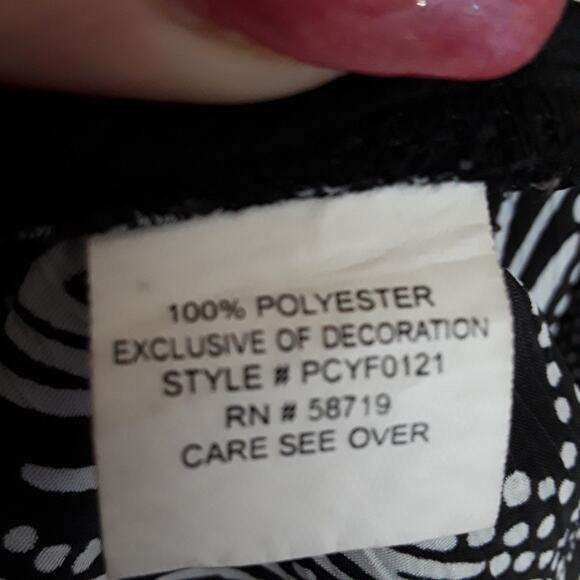 100% POLYESTER
EXCLUSIVE OF DECORATION
STYLE # PCYF0121
RN # 58719
CARE SEE OVER